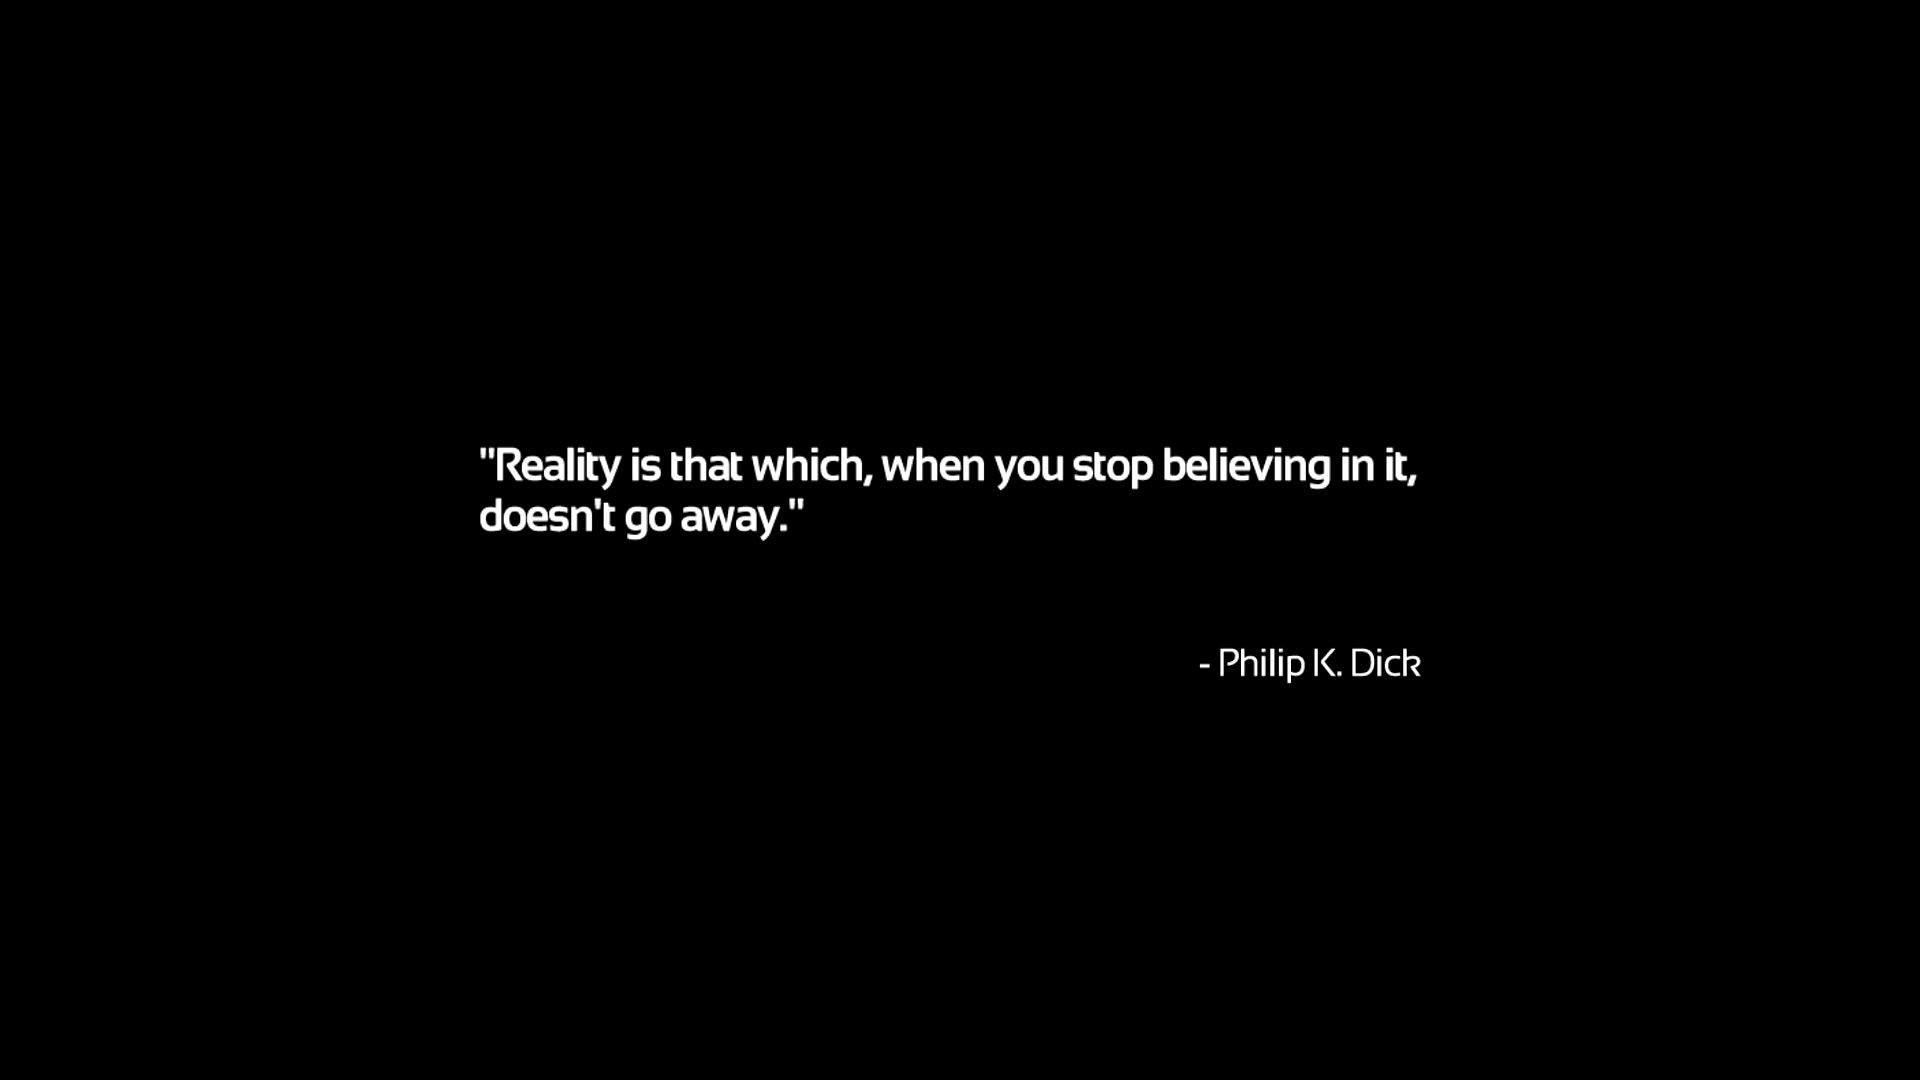 "Reality is that which, when you stop believing in it,
doesn't go away."
- Philip K. Dick